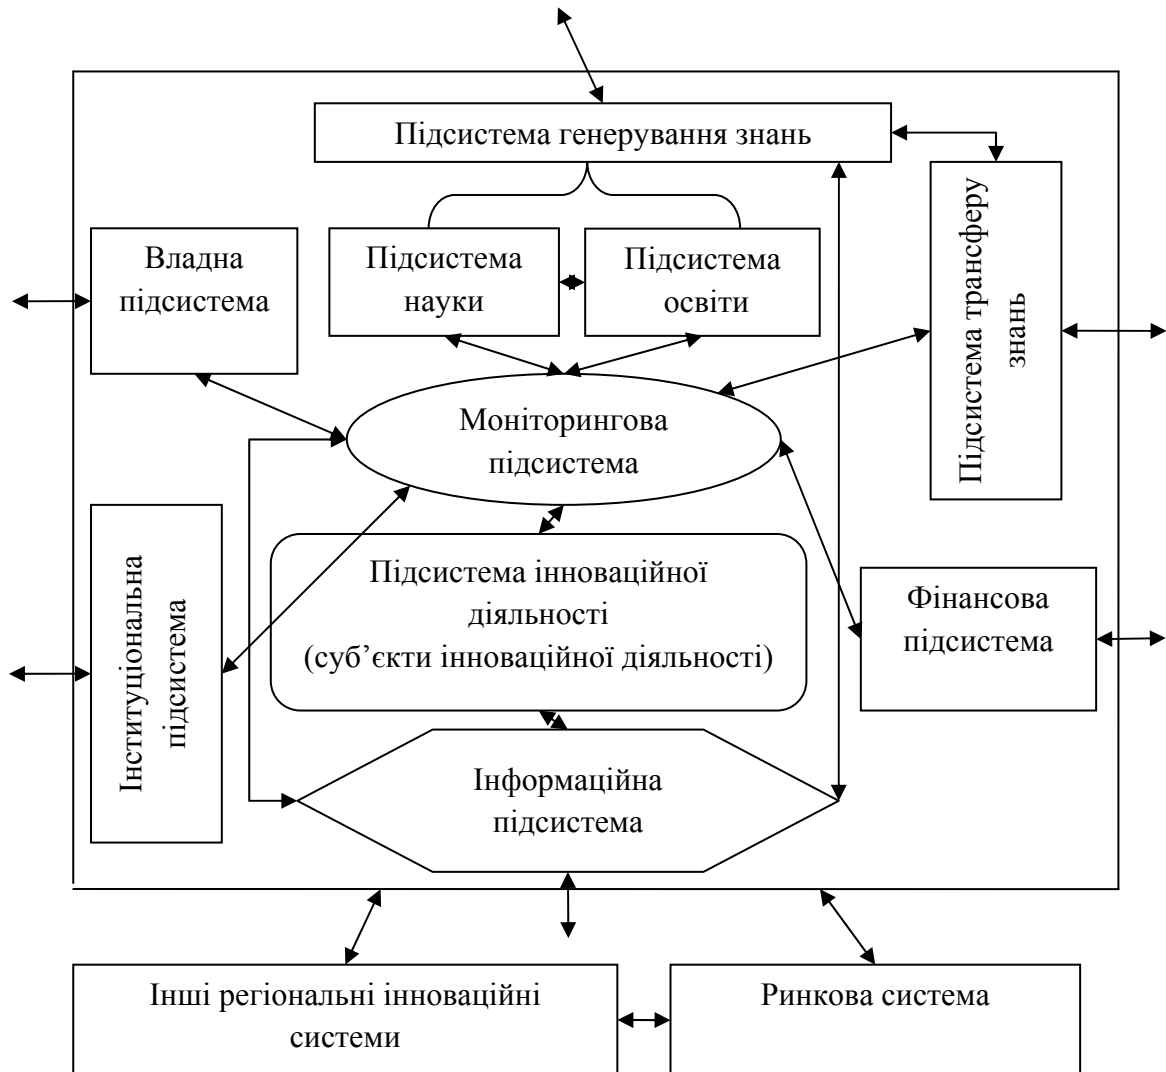 Підсистема генерування знань
Владна
підсистема
Підсистема
науки
Підсистема
освіти
Підсистема трансферу
знань
Моніторингова
підсистема
Інституціональна
підсистема
Підсистема інноваційної
діяльності
(суб’єкти інноваційної діяльності)
Фінансова
підсистема
Інформаційна
підсистема
Інші регіональні інноваційні
системи
Ринкова система